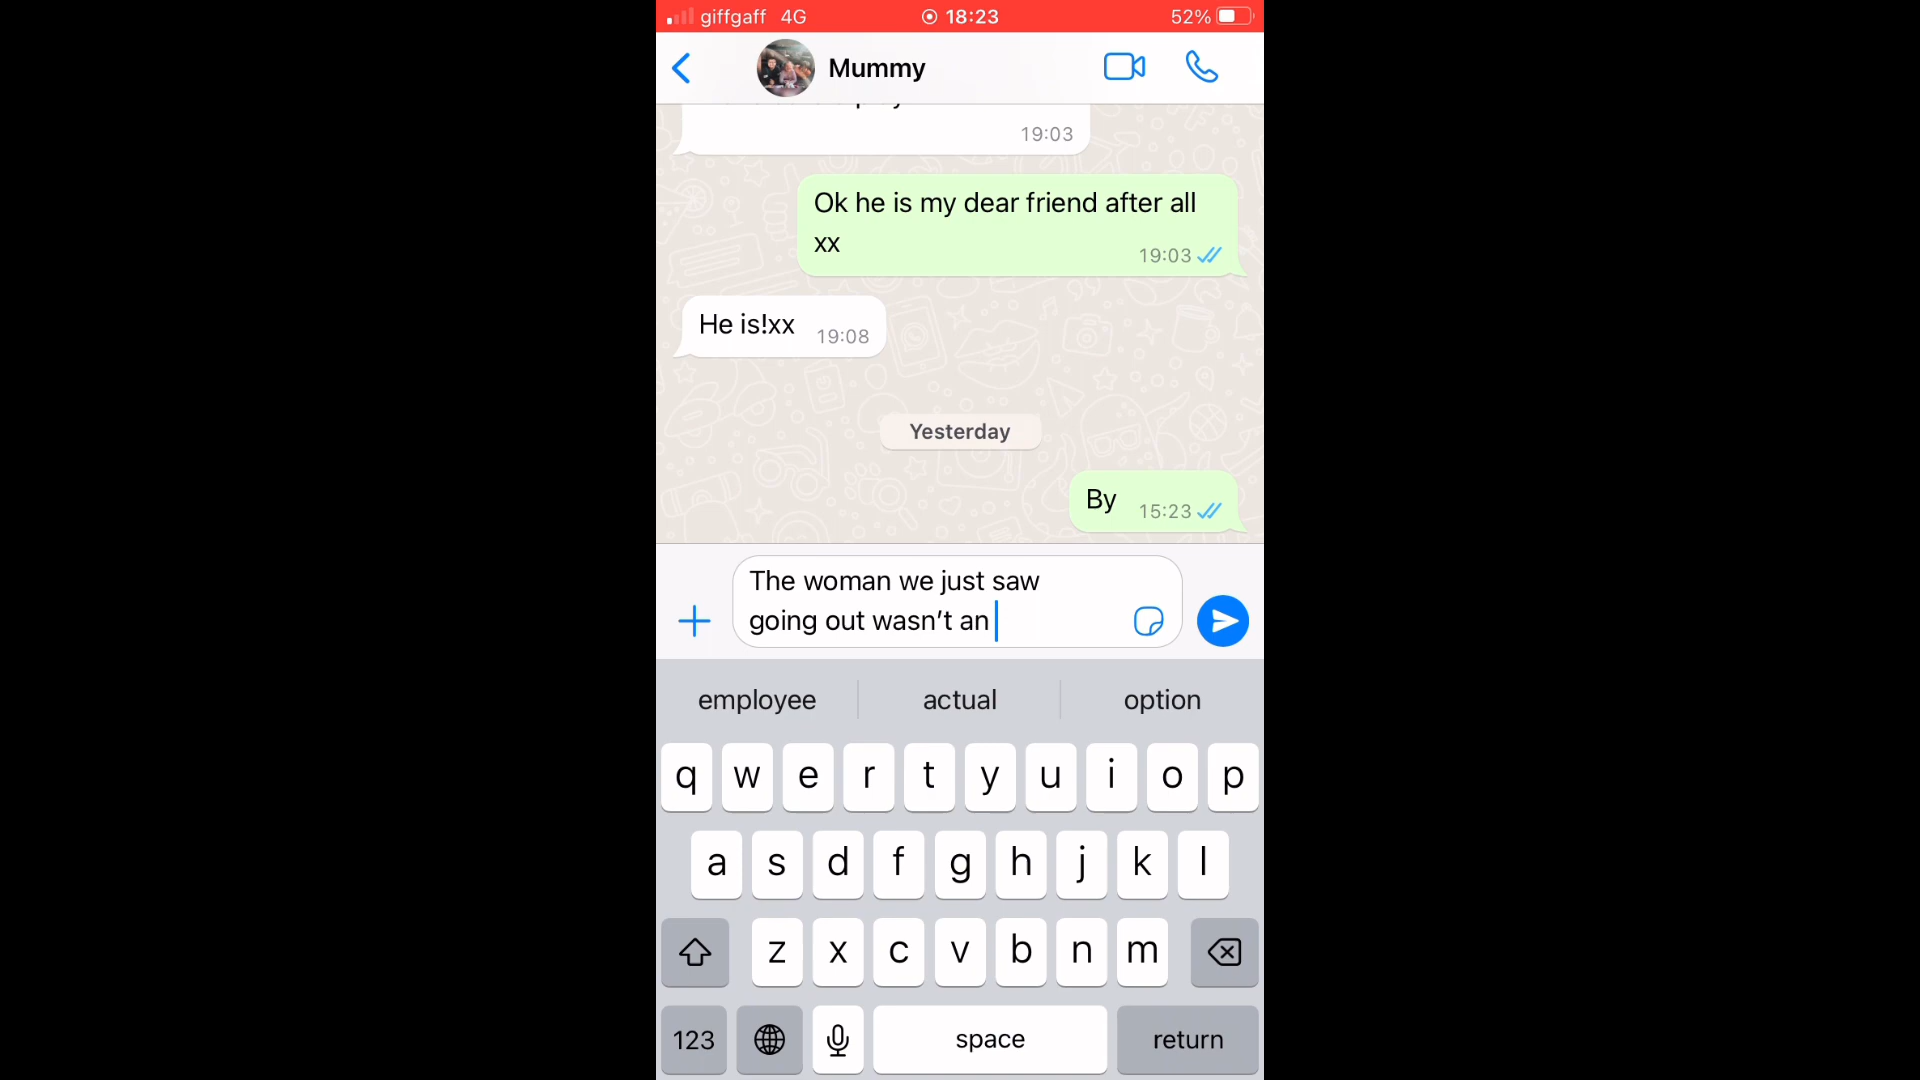 giffgaff 4G 18:23 52%
Mummy
19:03
Ok he is my dear friend after all
xx 19:03
He is!xx 19:08
Yesterday
By 15:23
The woman we just saw
going out wasn’t an
employee actual option
q w e r t y u i o p
a s d f g h j k l
z x c v b n m
123 space return